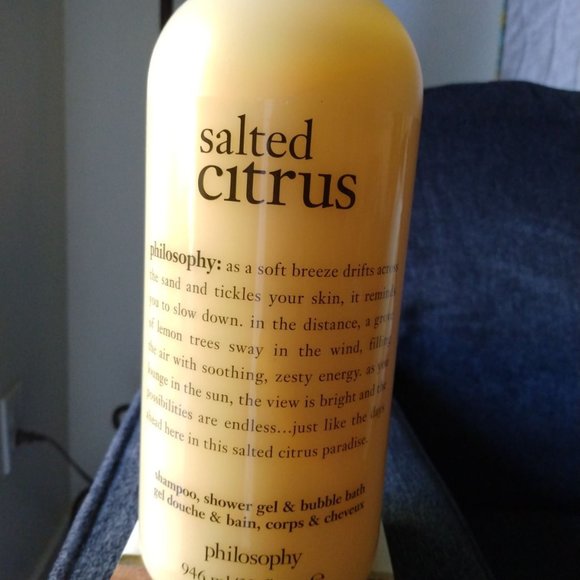 salted
citrus
philosophy: as a soft breeze drifts across
the sand and tickles your skin, it reminds
you to slow down. in the distance, a grove
of lemon trees sway in the wind, filling
the air with soothing, zesty energy. as you
lounge in the sun, the view is bright and the
possibilities are endless...just like the days
ahead here in this salted citrus paradise.
shampoo, shower gel & bubble bath
gel douche & bain, corps & cheveux
philosophy
946